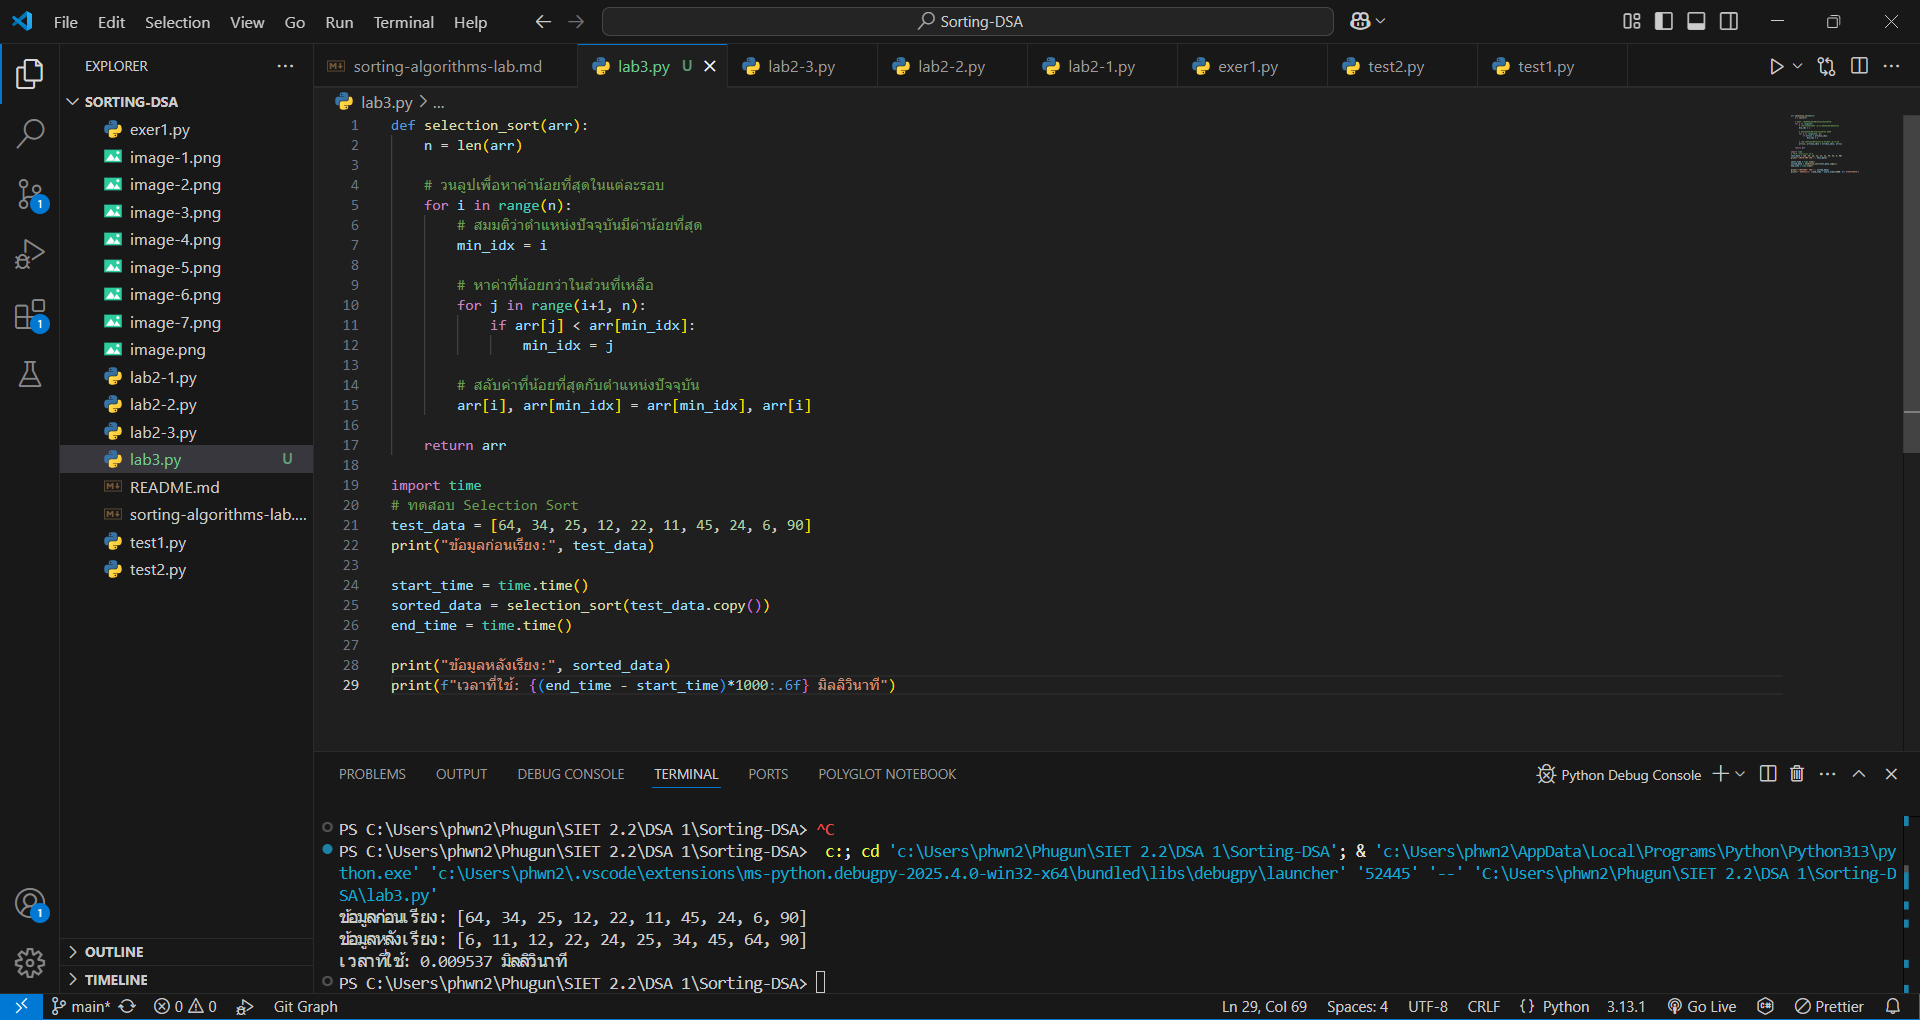 File Edit Selection View Go Run Terminal Help
Sorting-DSA
EXPLORER
SORTING-DSA
exer1.py
image-1.png
image-2.png
image-3.png
image-4.png
image-5.png
image-6.png
image-7.png
image.png
lab2-1.py
lab2-2.py
lab2-3.py
lab3.py U
README.md
sorting-algorithms-lab....
test1.py
test2.py
OUTLINE
TIMELINE
1
1
1
sorting-algorithms-lab.md lab3.py U lab2-3.py lab2-2.py lab2-1.py exer1.py test2.py test1.py
lab3.py > ...
1 def selection_sort(arr):
2 n = len(arr)
3
4 # วนลูปเพื่อหาค่าน้อยที่สุดในแต่ละรอบ
5 for i in range(n):
6 # สมมติว่าตำแหน่งปัจจุบันมีค่าน้อยที่สุด
7 min_idx = i
8
9 # หาค่าที่น้อยกว่าในส่วนที่เหลือ
10 for j in range(i+1, n):
11 if arr[j] < arr[min_idx]:
12 min_idx = j
13
14 # สลับค่าที่น้อยที่สุดกับตำแหน่งปัจจุบัน
15 arr[i], arr[min_idx] = arr[min_idx], arr[i]
16
17 return arr
18
19 import time
20 # ทดสอบ Selection Sort
21 test_data = [64, 34, 25, 12, 22, 11, 45, 24, 6, 90]
22 print("ข้อมูลก่อนเรียง:", test_data)
23
24 start_time = time.time()
25 sorted_data = selection_sort(test_data.copy())
26 end_time = time.time()
27
28 print("ข้อมูลหลังเรียง:", sorted_data)
29 print(f"เวลาที่ใช้: {(end_time - start_time)*1000:.6f} มิลลิวินาที")
PROBLEMS OUTPUT DEBUG CONSOLE TERMINAL PORTS POLYGLOT NOTEBOOK
Python Debug Console
PS C:\Users\phwn2\Phugun\SIET 2.2\DSA 1\Sorting-DSA> ^C
PS C:\Users\phwn2\Phugun\SIET 2.2\DSA 1\Sorting-DSA> c:; cd 'c:\Users\phwn2\Phugun\SIET 2.2\DSA 1\Sorting-DSA'; & 'c:\Users\phwn2\AppData\Local\Programs\Python\Python313\py
thon.exe' 'c:\Users\phwn2\.vscode\extensions\ms-python.debugpy-2025.4.0-win32-x64\bundled\libs\debugpy\launcher' '52445' '--' 'C:\Users\phwn2\Phugun\SIET 2.2\DSA 1\Sorting-D
SA\lab3.py'
ข้อมูลก่อนเรียง: [64, 34, 25, 12, 22, 11, 45, 24, 6, 90]
ข้อมูลหลังเรียง: [6, 11, 12, 22, 24, 25, 34, 45, 64, 90]
เวลาที่ใช้: 0.009537 มิลลิวินาที
PS C:\Users\phwn2\Phugun\SIET 2.2\DSA 1\Sorting-DSA>
main* 0 0 Git Graph Ln 29, Col 69 Spaces: 4 UTF-8 CRLF {} Python 3.13.1 Go Live Prettier